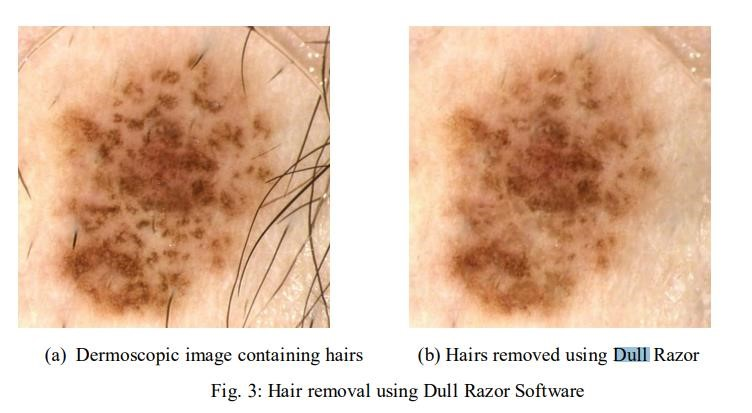 (a) Dermoscopic image containing hairs
(b) Hairs removed using Dull Razor
Fig. 3: Hair removal using Dull Razor Software